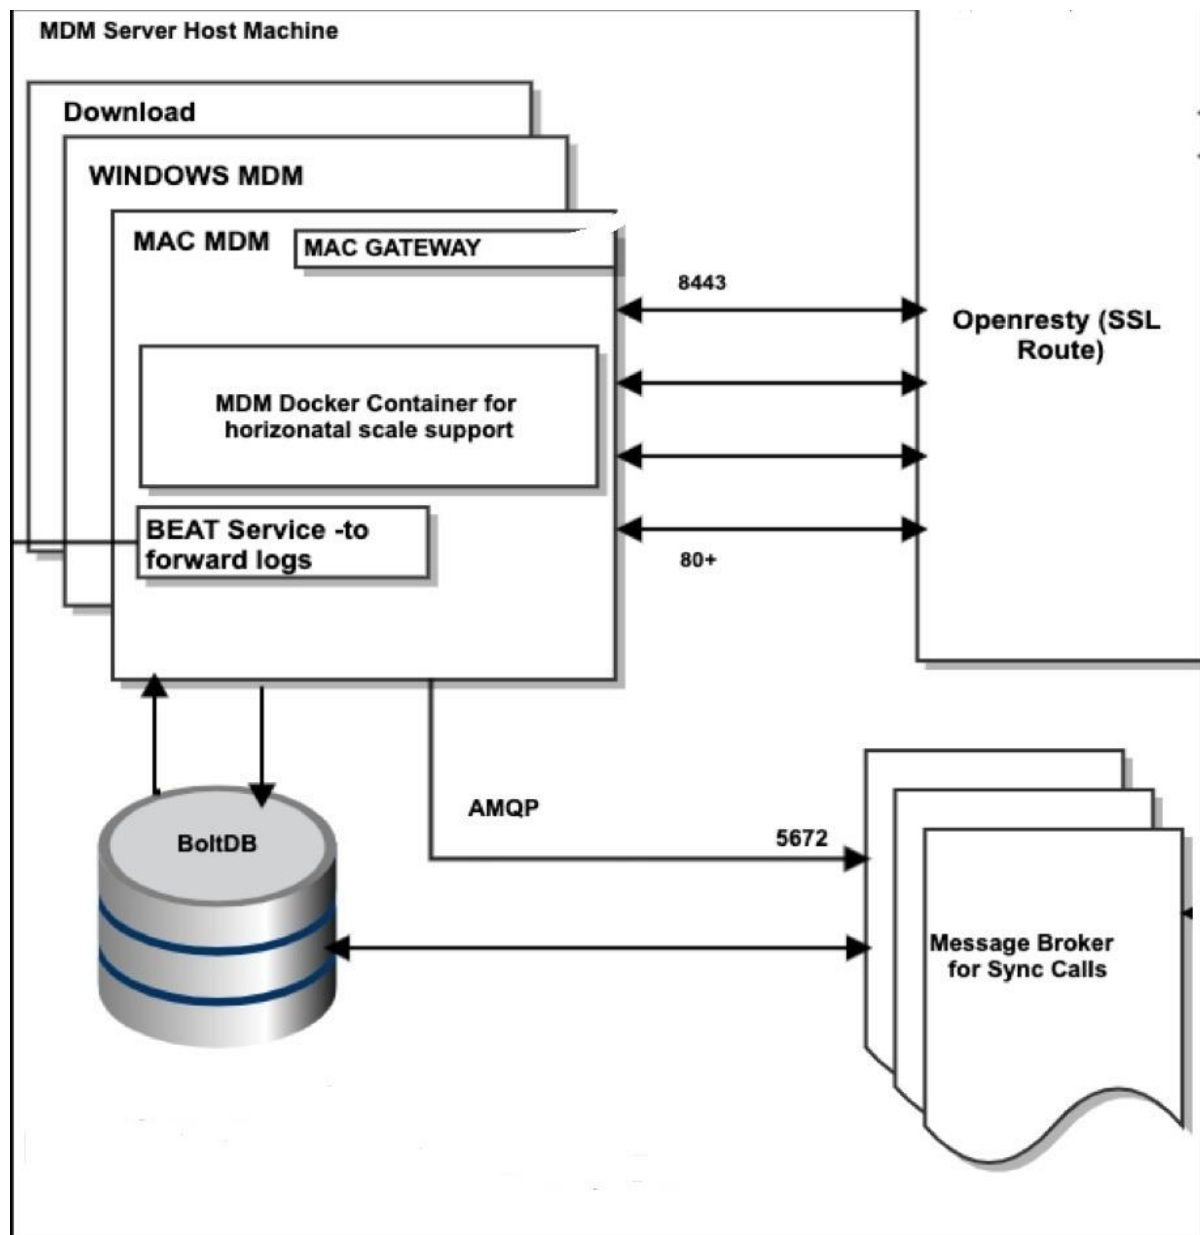 MDM Server Host Machine
Download
WINDOWS MDM
MAC MDM
MAC GATEWAY
8443
Openresty (SSL
Route)
MDM Docker Container for
horizonatal scale support
BEAT Service -to
forward logs
80+
AMQP
5672
BoltDB
Message Broker
for Sync Calls